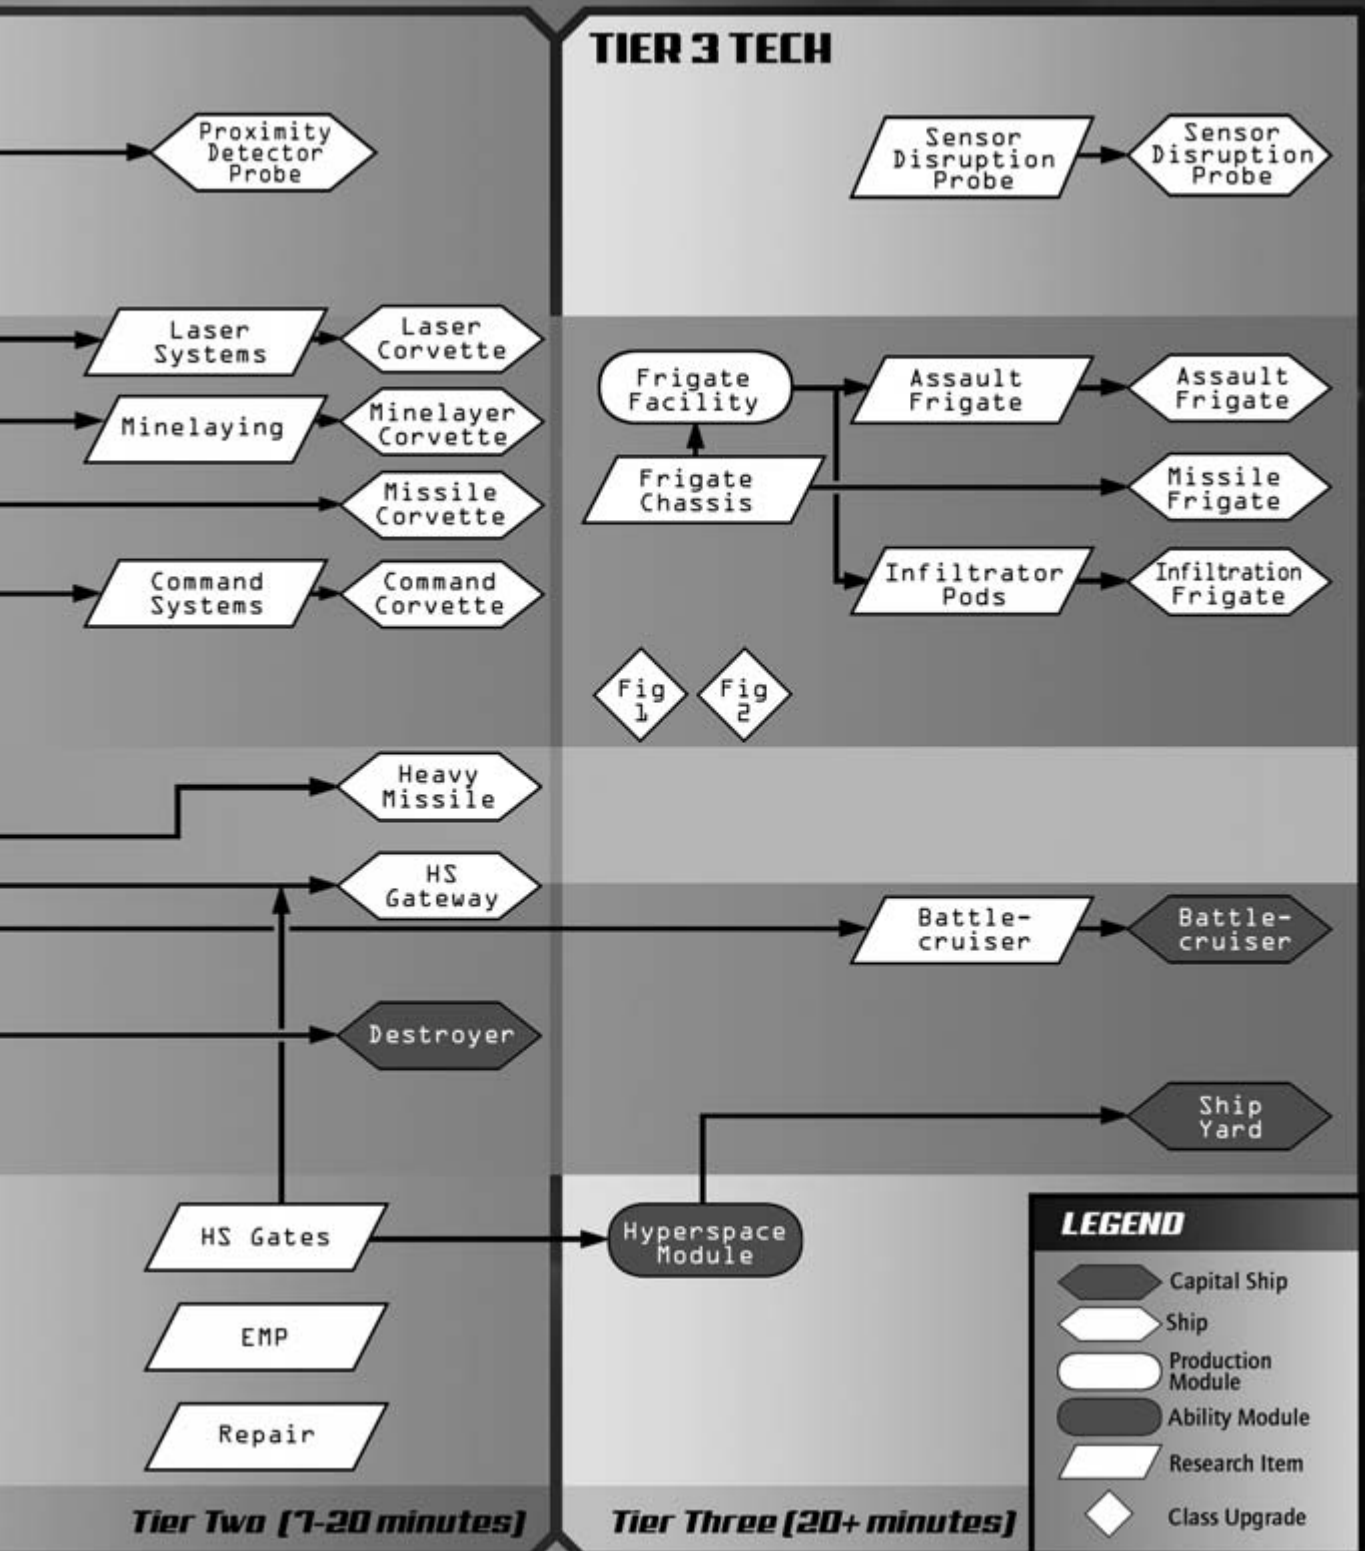 TIER 3 TECH
Proximity
Detector
Probe
Sensor
Disruption
Probe
Sensor
Disruption
Probe
Laser
Systems
Laser
Corvette
Minelaying
Minelayer
Corvette
Missile
Corvette
Command
Systems
Command
Corvette
Frigate
Facility
Assault
Frigate
Assault
Frigate
Frigate
Chassis
Missile
Frigate
Infiltrator
Pods
Infiltration
Frigate
Fig
1
Fig
2
Heavy
Missile
HS
Gateway
Battle-
cruiser
Battle-
cruiser
Destroyer
Ship
Yard
HS Gates
Hyperspace
Module
EMP
Repair
LEGEND
Capital Ship
Ship
Production
Module
Ability Module
Research Item
Class Upgrade
Tier Two (7-20 minutes)
Tier Three (20+ minutes)